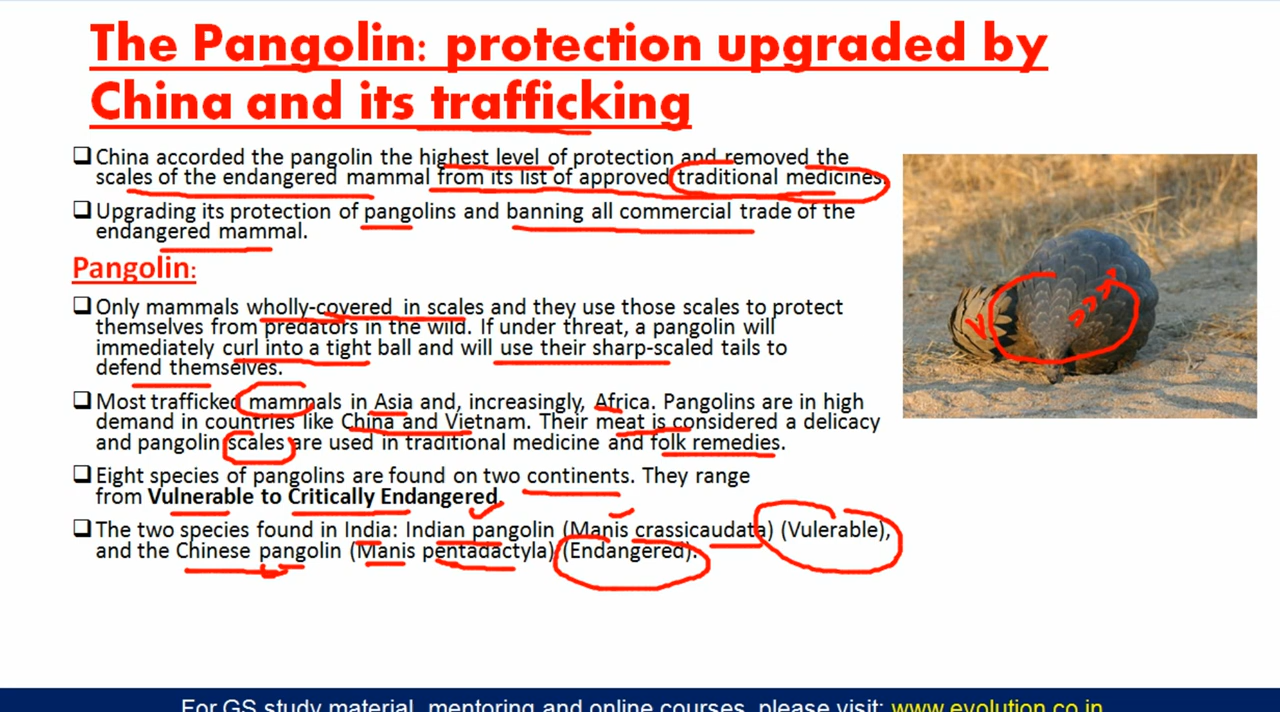 The Pangolin: protection upgraded by
China and its trafficking
China accorded the pangolin the highest level of protection and removed the
scales of the endangered mammal from its list of approved traditional medicines.
Upgrading its protection of pangolins and banning all commercial trade of the
endangered mammal.
Pangolin:
Only mammals wholly-covered in scales and they use those scales to protect
themselves from predators in the wild. If under threat, a pangolin will
immediately curl into a tight ball and will use their sharp-scaled tails to
defend themselves.
Most trafficked mammals in Asia and, increasingly, Africa. Pangolins are in high
demand in countries like China and Vietnam. Their meat is considered a delicacy
and pangolin scales are used in traditional medicine and folk remedies.
Eight species of pangolins are found on two continents. They range
from Vulnerable to Critically Endangered.
The two species found in India: Indian pangolin (Manis crassicaudata) (Vulerable),
and the Chinese pangolin (Manis pentadactyla) (Endangered).
For GS study material, mentoring and online courses, please visit: www.evolution.co.in